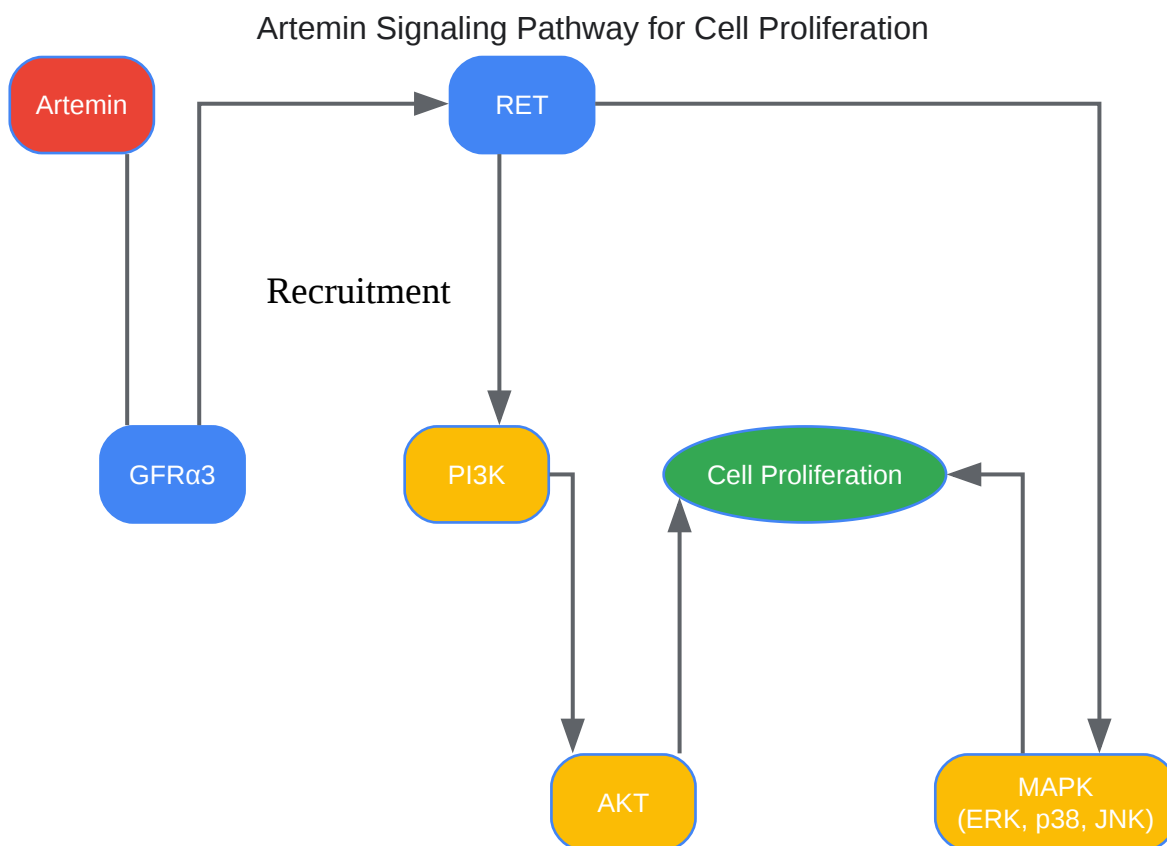 Artemin Signaling Pathway for Cell Proliferation
Artemin
RET
Recruitment
GFRα3
PI3K
Cell Proliferation
AKT
MAPK
(ERK, p38, JNK)